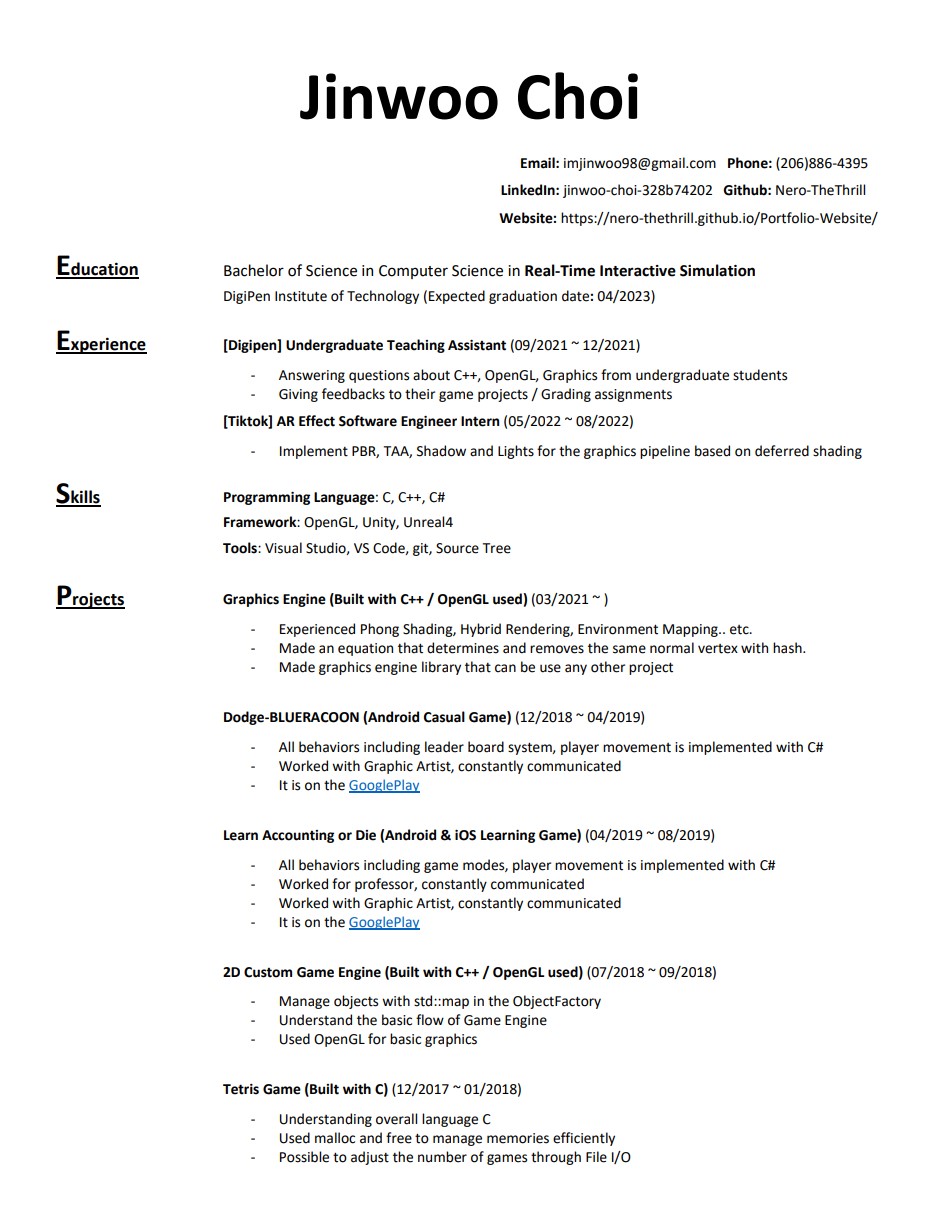 Jinwoo Choi
Email: imjinwoo98@gmail.com Phone: (206)886-4395
LinkedIn: jinwoo-choi-328b74202 Github: Nero-TheThrill
Website: https://nero-thethrill.github.io/Portfolio-Website/
Education
Bachelor of Science in Computer Science in Real-Time Interactive Simulation
DigiPen Institute of Technology (Expected graduation date: 04/2023)
Experience
[Digipen] Undergraduate Teaching Assistant (09/2021 ~ 12/2021)
- Answering questions about C++, OpenGL, Graphics from undergraduate students
- Giving feedbacks to their game projects / Grading assignments
[Tiktok] AR Effect Software Engineer Intern (05/2022 ~ 08/2022)
- Implement PBR, TAA, Shadow and Lights for the graphics pipeline based on deferred shading
Skills
Programming Language: C, C++, C#
Framework: OpenGL, Unity, Unreal4
Tools: Visual Studio, VS Code, git, Source Tree
Projects
Graphics Engine (Built with C++ / OpenGL used) (03/2021 ~ )
- Experienced Phong Shading, Hybrid Rendering, Environment Mapping.. etc.
- Made an equation that determines and removes the same normal vertex with hash.
- Made graphics engine library that can be use any other project
Dodge-BLUERACOON (Android Casual Game) (12/2018 ~ 04/2019)
- All behaviors including leader board system, player movement is implemented with C#
- Worked with Graphic Artist, constantly communicated
- It is on the GooglePlay
Learn Accounting or Die (Android & iOS Learning Game) (04/2019 ~ 08/2019)
- All behaviors including game modes, player movement is implemented with C#
- Worked for professor, constantly communicated
- Worked with Graphic Artist, constantly communicated
- It is on the GooglePlay
2D Custom Game Engine (Built with C++ / OpenGL used) (07/2018 ~ 09/2018)
- Manage objects with std::map in the ObjectFactory
- Understand the basic flow of Game Engine
- Used OpenGL for basic graphics
Tetris Game (Built with C) (12/2017 ~ 01/2018)
- Understanding overall language C
- Used malloc and free to manage memories efficiently
- Possible to adjust the number of games through File I/O